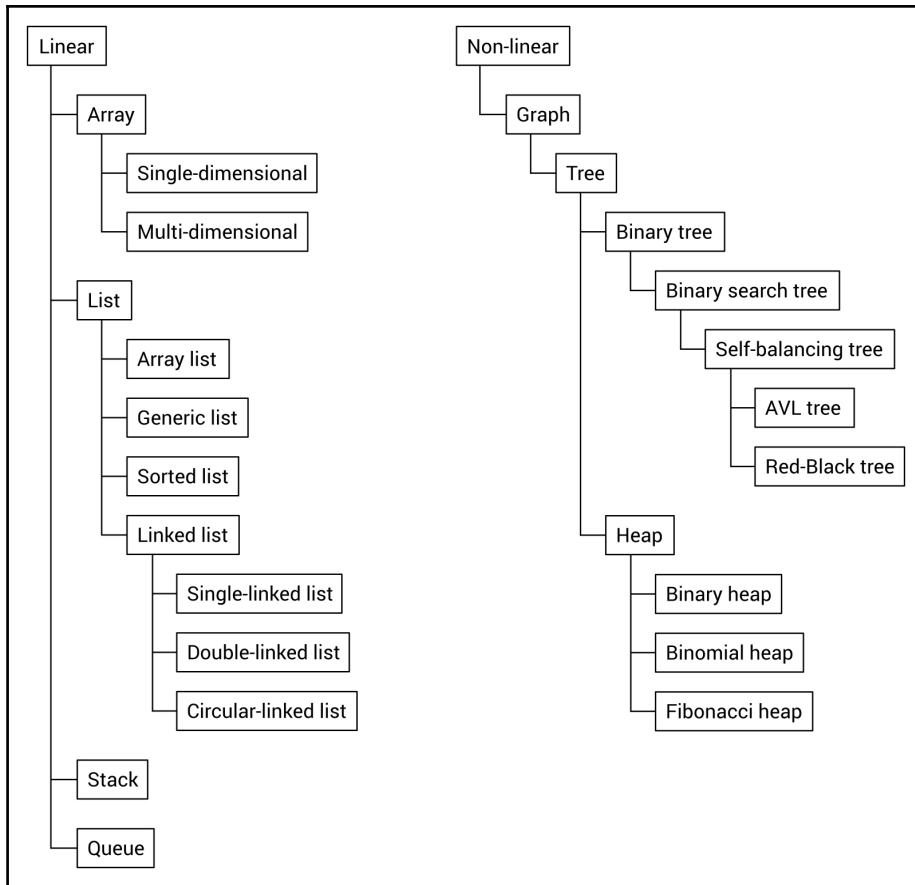 Linear
Array
Single-dimensional
Multi-dimensional
List
Array list
Generic list
Sorted list
Linked list
Single-linked list
Double-linked list
Circular-linked list
Stack
Queue
Non-linear
Graph
Tree
Binary tree
Binary search tree
Self-balancing tree
AVL tree
Red-Black tree
Heap
Binary heap
Binomial heap
Fibonacci heap